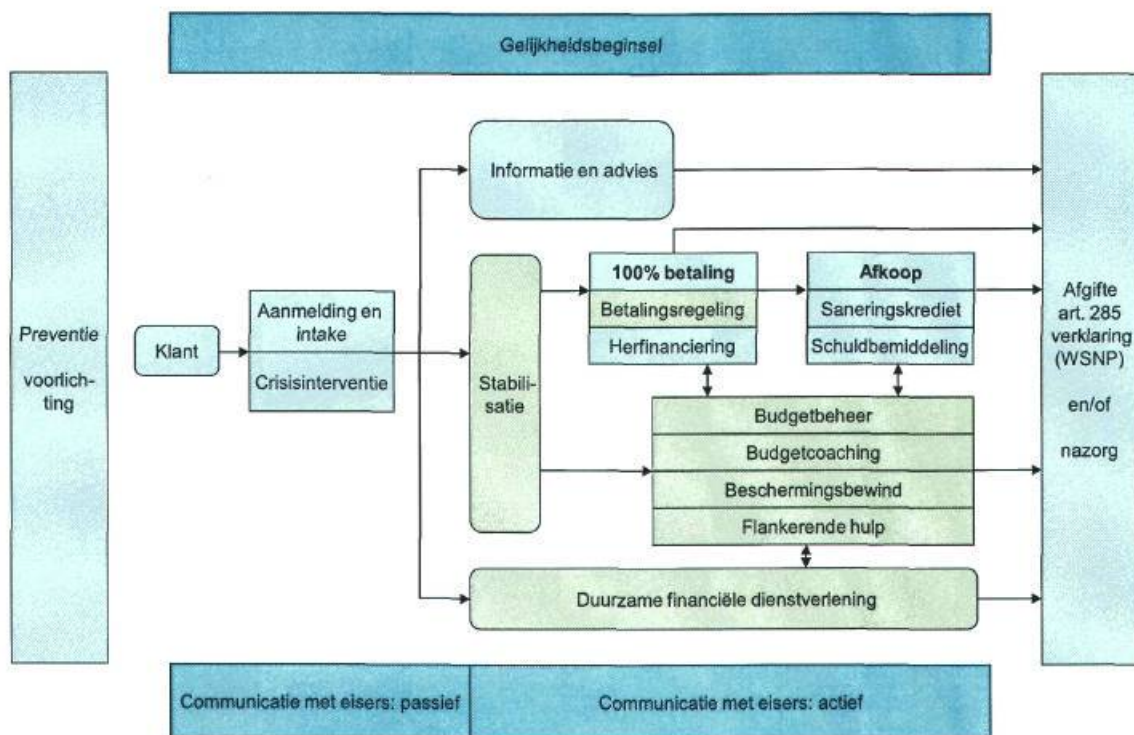 Gelijkheidsbeginsel
Preventie
voorlich-
ting
Klant
Aanmelding en
intake
Crisisinterventie
Informatie en advies
Stabili-
satie
100% betaling
Betalingsregeling
Herfinanciering
Afkoop
Saneringskrediet
Schuldbemiddeling
Budgetbeheer
Budgetcoaching
Beschermingsbewind
Flankerende hulp
Duurzame financiële dienstverlening
Afgifte
art. 285
verklaring
(WSNP)
en/of
nazorg
Communicatie met eisers: passief
Communicatie met eisers: actief